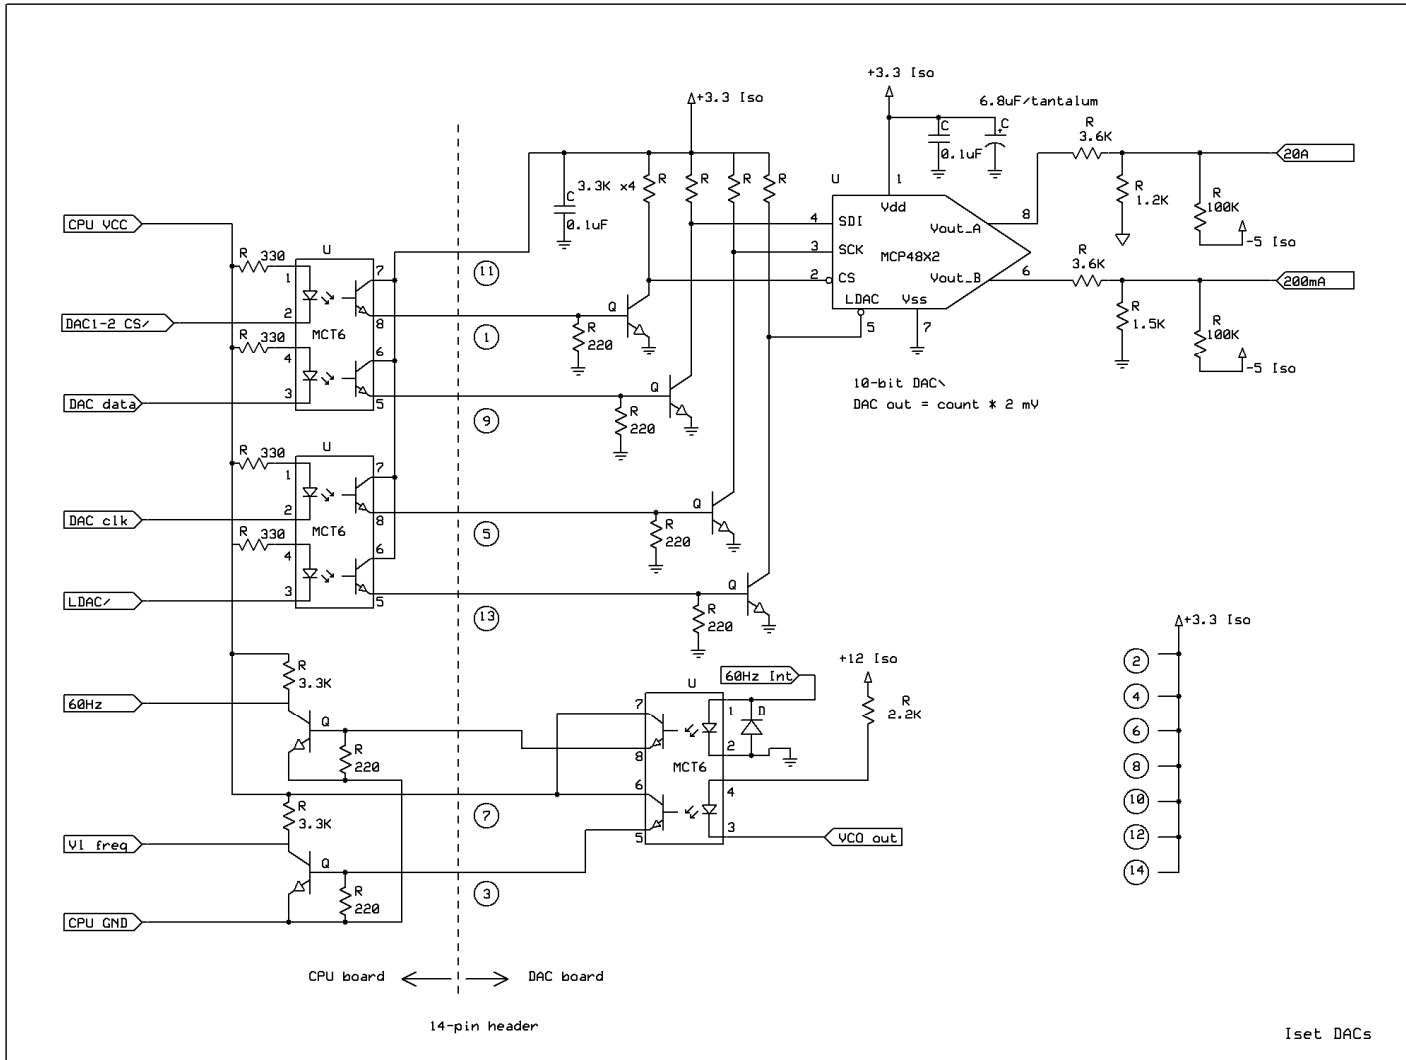 +3.3 Iso
6.8uF/tantalum
+3.3 Iso
C
C
0.1uF
R
3.6K
20A
3.3K x4
R
R
R
R
C
0.1uF
U
1
Vdd
4
SDI
3
SCK
2
CS
MCP48X2
Vout_A
8
Vout_B
6
LDAC
Vss
5
7
R
1.2K
R
100K
-5 Iso
R
3.6K
200mA
R
1.5K
R
100K
-5 Iso
10-bit DAC\
DAC out = count * 2 mV
CPU VCC
R
330
U
1
7
11
2
8
DAC1-2 CS/
MCT6
1
Q
R
220
R
330
4
6
3
5
DAC data
9
Q
R
220
R
330
U
1
7
2
8
DAC clk
MCT6
5
Q
R
220
R
330
4
6
3
5
LDAC/
13
Q
R
220
R
3.3K
60Hz
Q
R
220
60Hz Int
+12 Iso
R
2.2K
U
7
1
D
8
2
MCT6
6
4
5
3
VCO out
7
R
3.3K
V1 freq
Q
R
220
3
CPU GND
+3.3 Iso
2
4
6
8
10
12
14
CPU board
DAC board
14-pin header
Iset DACs